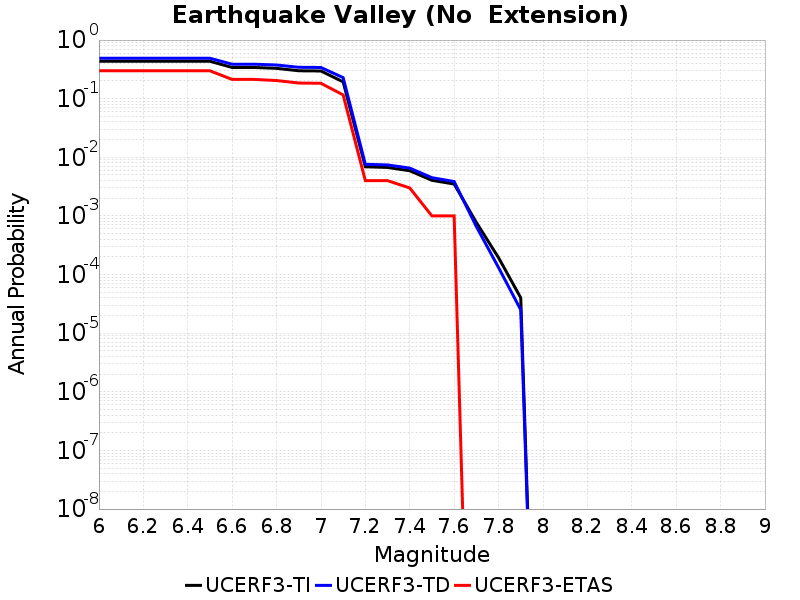 Earthquake Valley (No  Extension)
Annual Probability
10^0
10^-1
10^-2
10^-3
10^-4
10^-5
10^-6
10^-7
10^-8
6 6.2 6.4 6.6 6.8 7 7.2 7.4 7.6 7.8 8 8.2 8.4 8.6 8.8 9
Magnitude
UCERF3-TI UCERF3-TD UCERF3-ETAS